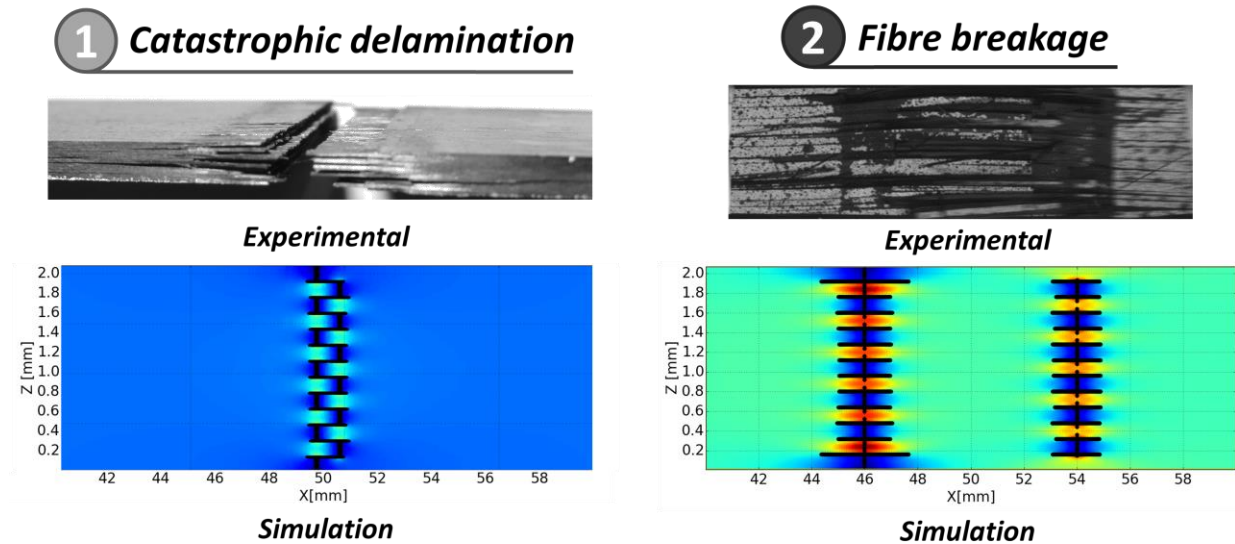 1 Catastrophic delamination
Experimental
2.0
1.8
1.6
1.4
1.2
1.0
0.8
0.6
0.4
0.2
Z [mm]
42 44 46 48 50 52 54 56 58
X[mm]
Simulation
2 Fibre breakage
Experimental
2.0
1.8
1.6
1.4
1.2
1.0
0.8
0.6
0.4
0.2
Z [mm]
42 44 46 48 50 52 54 56 58
X[mm]
Simulation